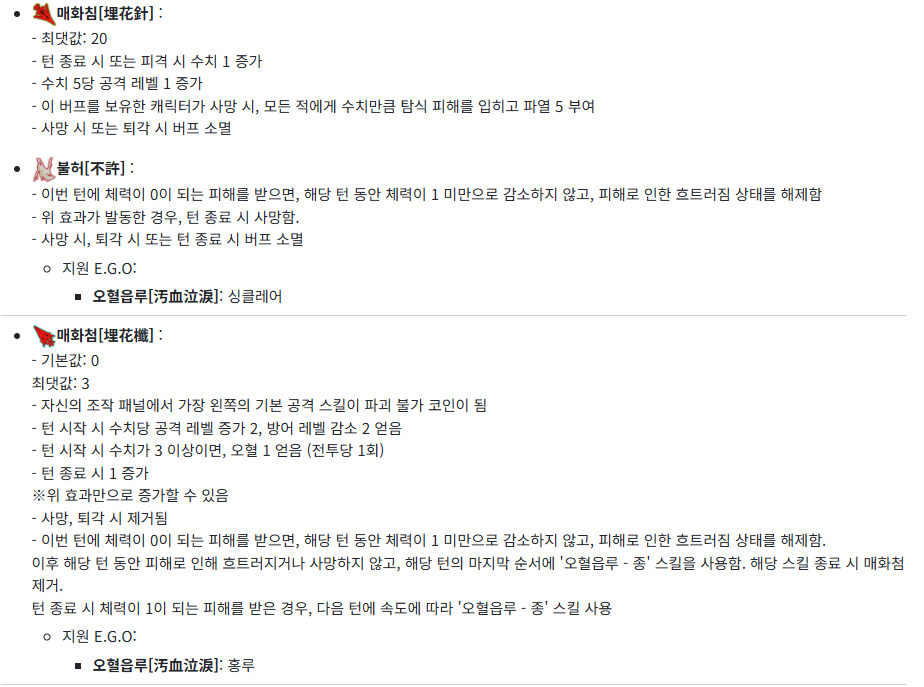 매화침[埋花針] :
- 최댓값: 20
- 턴 종료 시 또는 피격 시 수치 1 증가
- 수치 5당 공격 레벨 1 증가
- 이 버프를 보유한 캐릭터가 사망 시, 모든 적에게 수치만큼 탐식 피해를 입히고 파열 5 부여
- 사망 시 또는 퇴각 시 버프 소멸
불허[不許] :
- 이번 턴에 체력이 0이 되는 피해를 받으면, 해당 턴 동안 체력이 1 미만으로 감소하지 않고, 피해로 인한 흐트러짐 상태를 해제함
- 위 효과가 발동한 경우, 턴 종료 시 사망함.
- 사망 시, 퇴각 시 또는 턴 종료 시 버프 소멸
지원 E.G.O:
오혈읍루[汚血泣淚]: 싱클레어
매화첨[埋花櫼] :
- 기본값: 0
최댓값: 3
- 자신의 조작 패널에서 가장 왼쪽의 기본 공격 스킬이 파괴 불가 코인이 됨
- 턴 시작 시 수치당 공격 레벨 증가 2, 방어 레벨 감소 2 얻음
- 턴 시작 시 수치가 3 이상이면, 오혈 1 얻음 (전투당 1회)
- 턴 종료 시 1 증가
※위 효과만으로 증가할 수 있음
- 사망, 퇴각 시 제거됨
- 이번 턴에 체력이 0이 되는 피해를 받으면, 해당 턴 동안 체력이 1 미만으로 감소하지 않고, 피해로 인한 흐트러짐 상태를 해제함.
이후 해당 턴 동안 피해로 인해 흐트러지거나 사망하지 않고, 해당 턴의 마지막 순서에 '오혈읍루 - 종' 스킬을 사용함. 해당 스킬 종료 시 매화첨
제거.
턴 종료 시 체력이 1이 되는 피해를 받은 경우, 다음 턴에 속도에 따라 '오혈읍루 - 종' 스킬 사용
지원 E.G.O:
오혈읍루[汚血泣淚]: 홍루